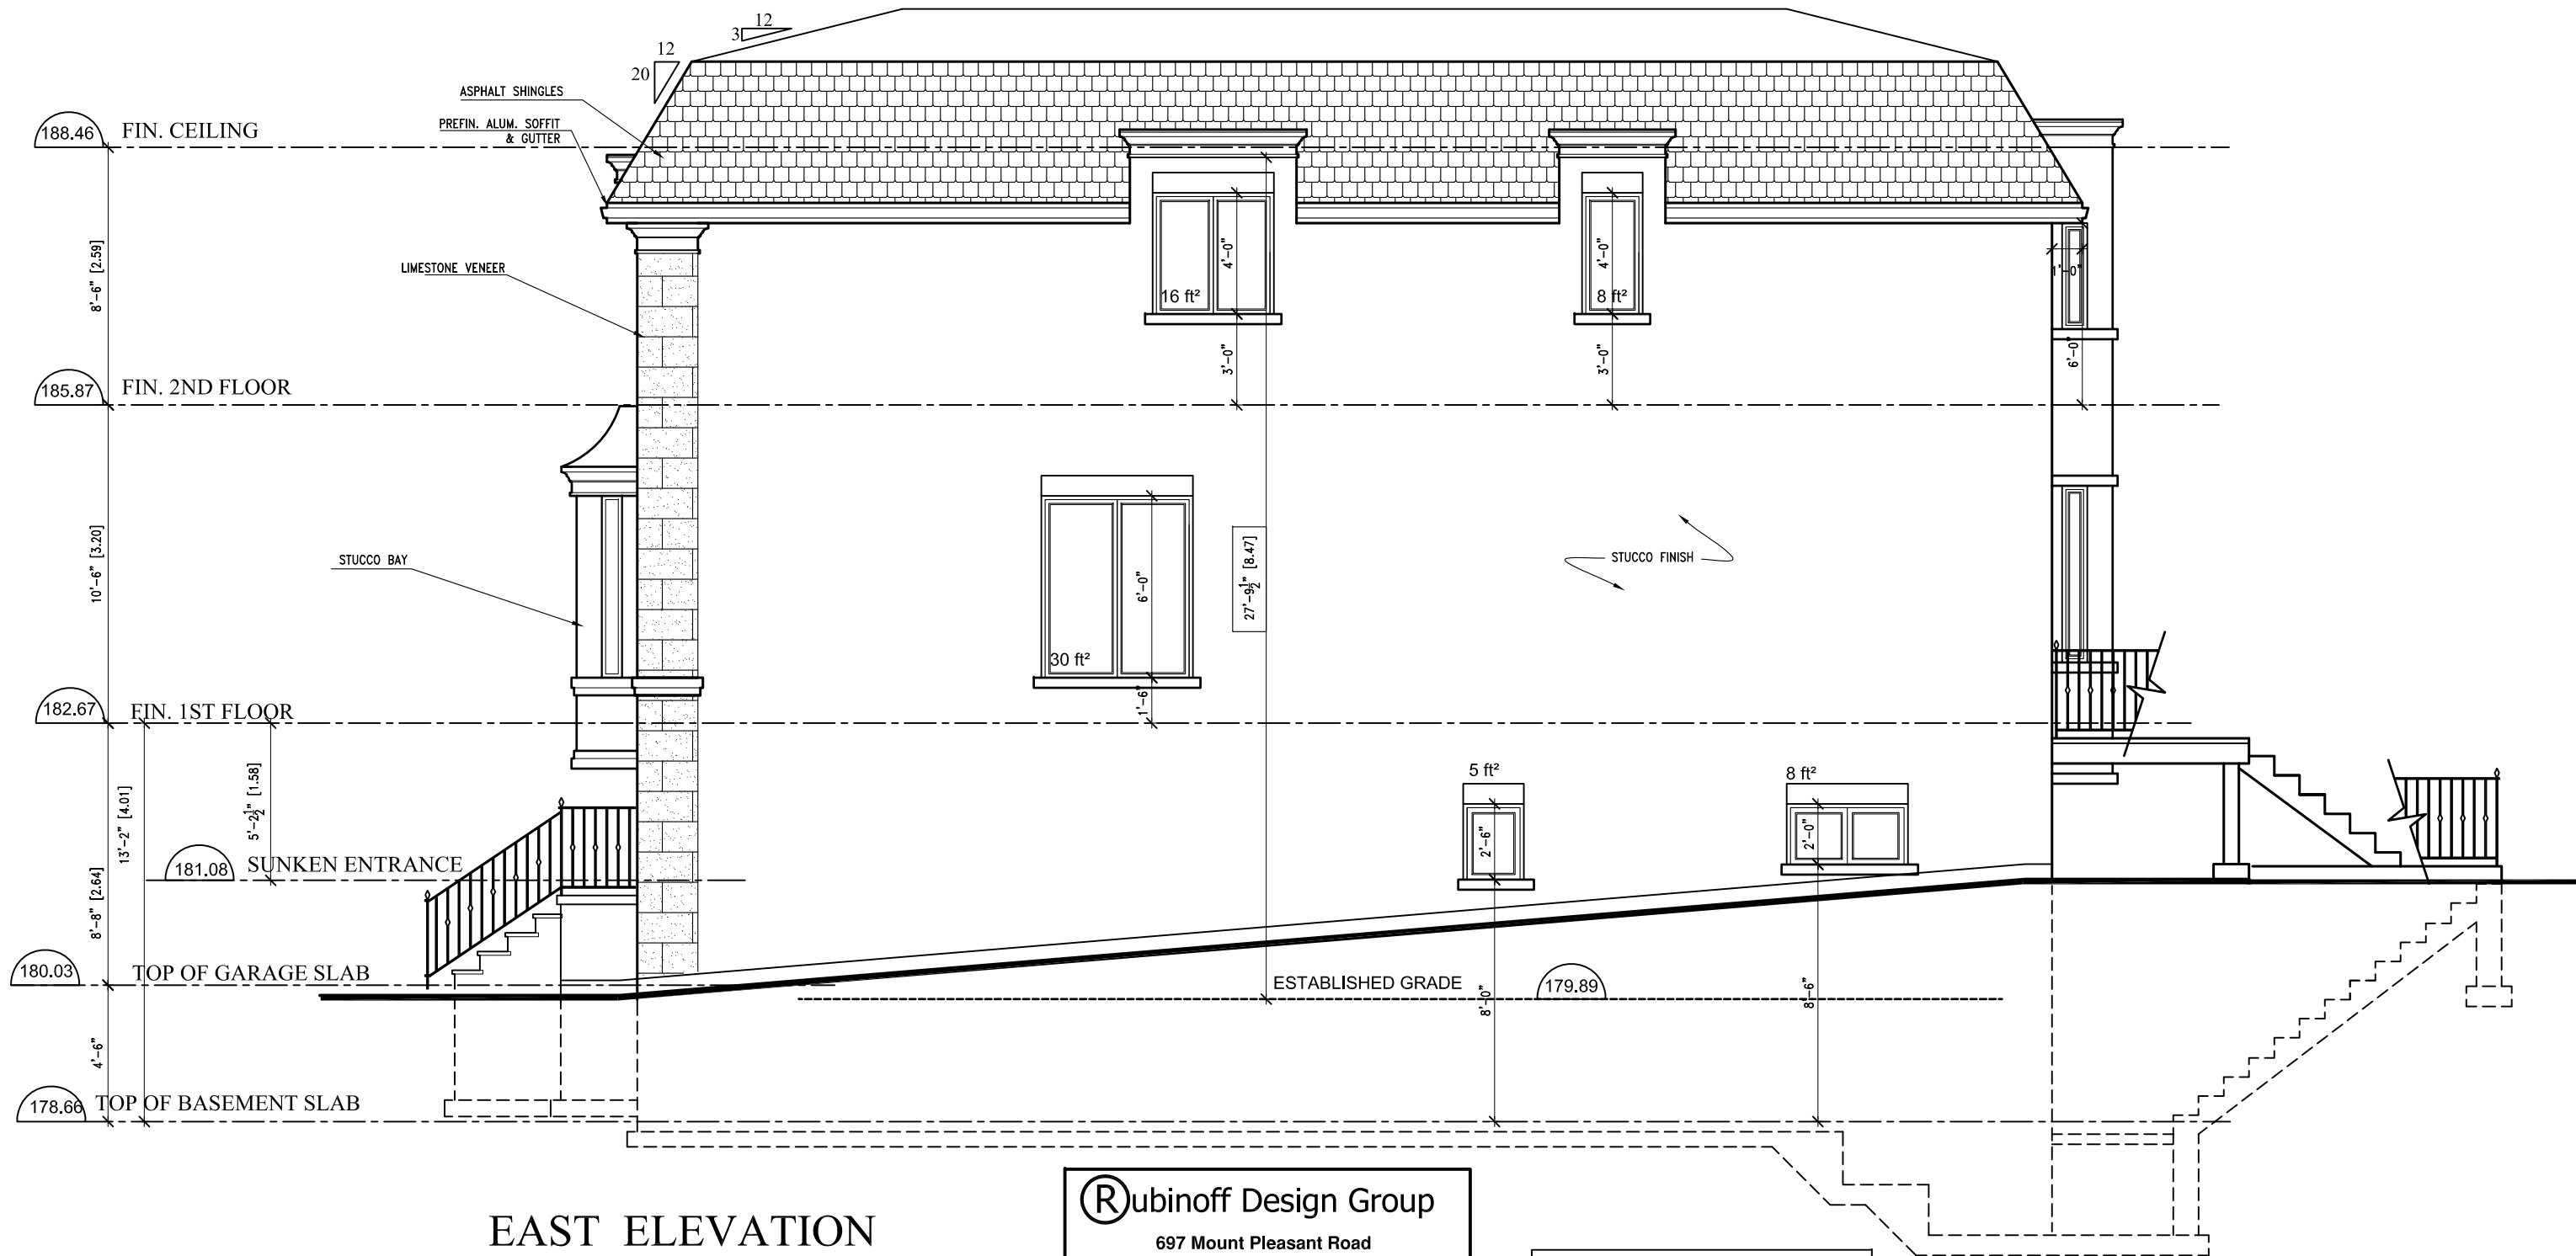 12
3
12
20
ASPHALT SHINGLES
PREFIN. ALUM. SOFFIT
& GUTTER
188.46 FIN. CEILING
8'-6" [2.59]
LIMESTONE VENEER
4'-0"
16 ft²
3'-0"
4'-0"
8 ft²
3'-0"
1'-0"
6'-0"
185.87 FIN. 2ND FLOOR
10'-6" [3.20]
STUCCO BAY
6'-0"
30 ft²
1'-6"
27'-9½" [8.47]
STUCCO FINISH
182.67 FIN. 1ST FLOOR
5'-2½" [1.58]
13'-2" [4.01]
8'-8" [2.64]
5 ft²
2'-6"
8 ft²
2'-0"
181.08 SUNKEN ENTRANCE
180.03 TOP OF GARAGE SLAB
ESTABLISHED GRADE 179.89
8'-0"
8'-6"
4'-6"
178.66 TOP OF BASEMENT SLAB
EAST ELEVATION
Rubinoff Design Group
697 Mount Pleasant Road